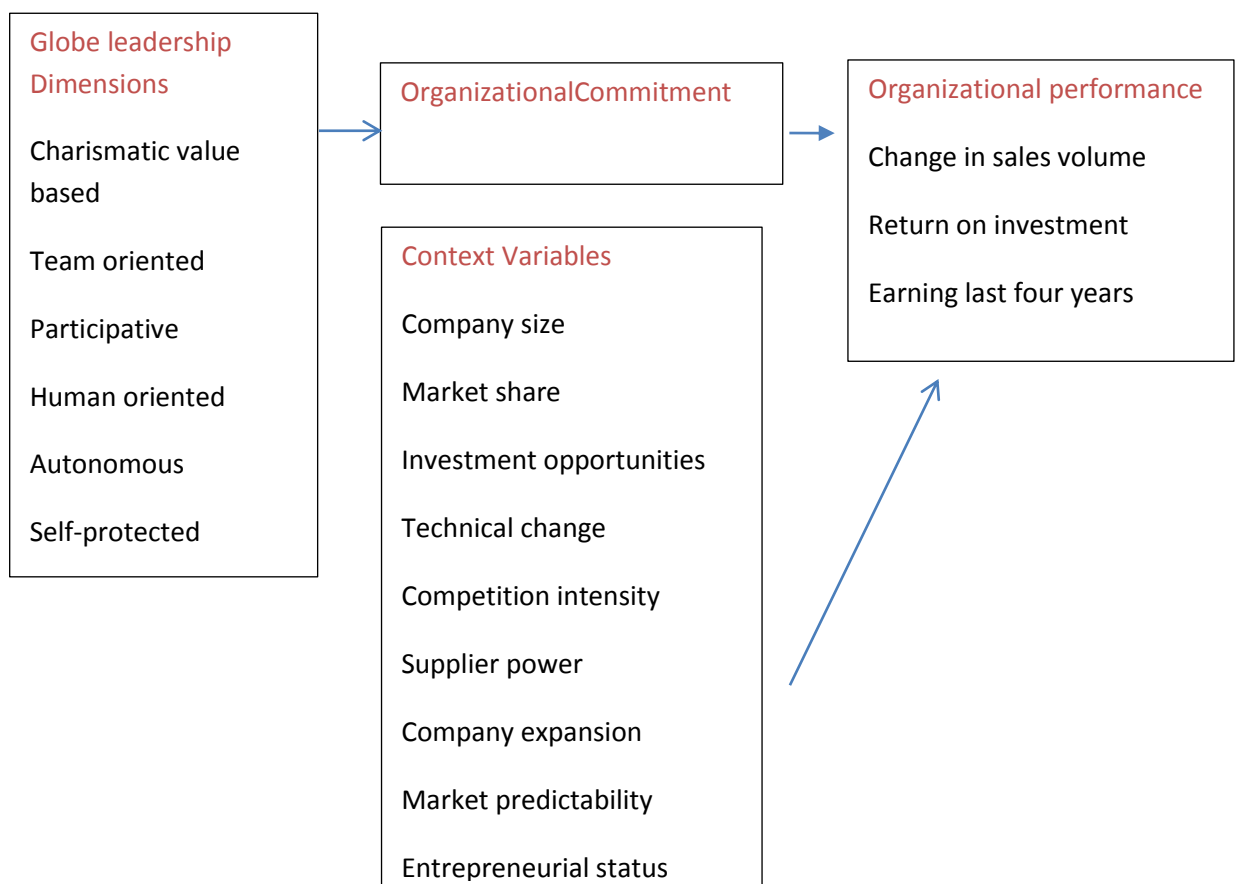 Globe leadership
Dimensions
Charismatic value
based
Team oriented
Participative
Human oriented
Autonomous
Self-protected
OrganizationalCommitment
Context Variables
Company size
Market share
Investment opportunities
Technical change
Competition intensity
Supplier power
Company expansion
Market predictability
Entrepreneurial status
Organizational performance
Change in sales volume
Return on investment
Earning last four years